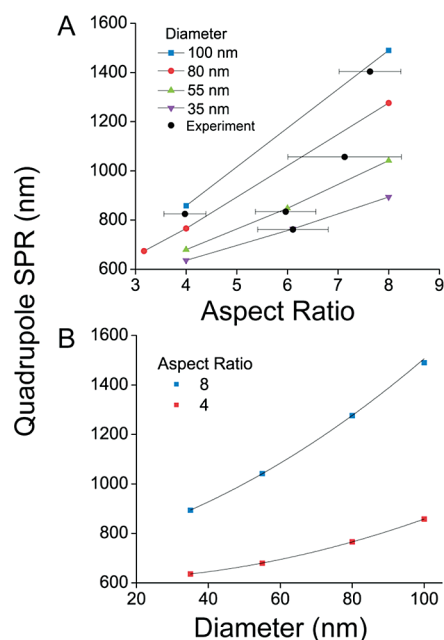 A
Diameter
100 nm
80 nm
55 nm
35 nm
Experiment
1600
1400
1200
1000
800
600
3 4 5 6 7 8 9
Aspect Ratio
Quadrupole SPR (nm)
B
Aspect Ratio
8
4
1600
1400
1200
1000
800
600
20 40 60 80 100
Diameter (nm)